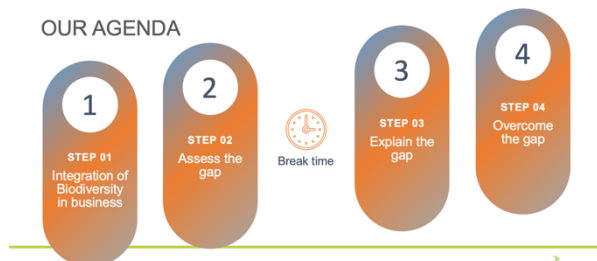 OUR AGENDA
1
STEP 01
Integration of
Biodiversity
in business
2
STEP 02
Assess the
gap
Break time
3
STEP 03
Explain the
gap
4
STEP 04
Overcome
the gap